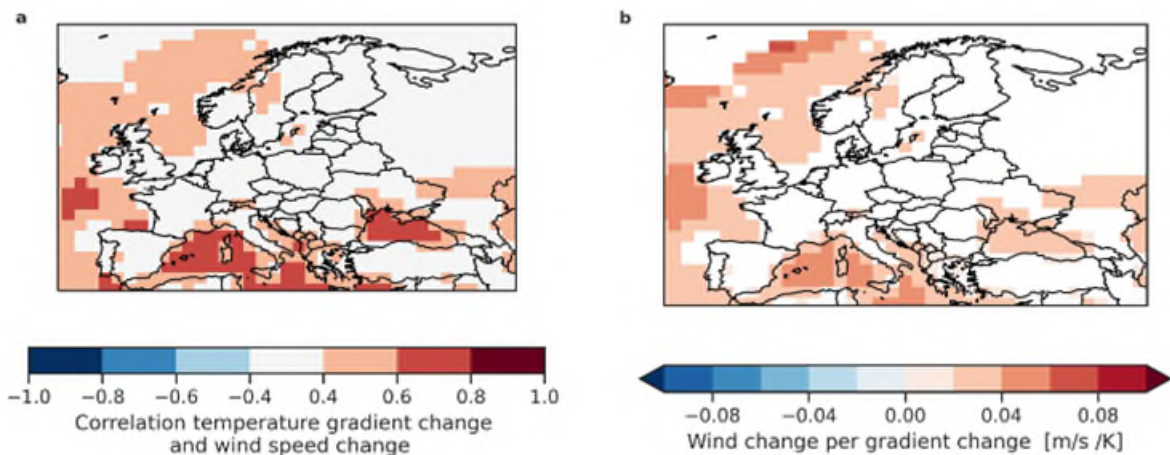 a
b
−1.0 −0.8 −0.6 −0.4 0.4 0.6 0.8 1.0
Correlation temperature gradient change
and wind speed change
−0.08 −0.04 0.00 0.04 0.08
Wind change per gradient change [m/s /K]